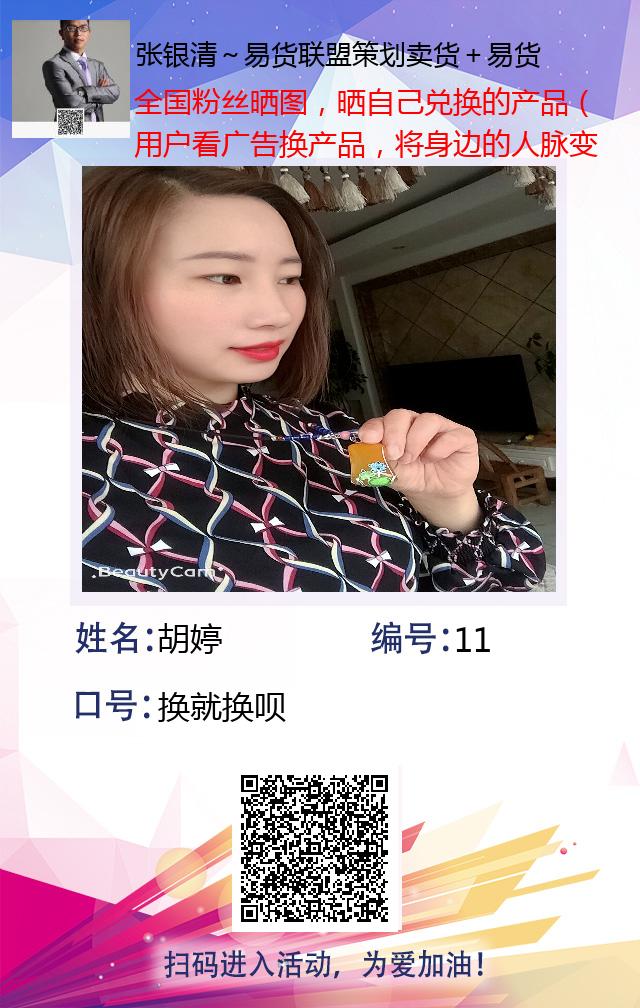 张银清～易货联盟策划卖货＋易货
全国粉丝晒图，晒自己兑换的产品（
用户看广告换产品，将身边的人脉变
.BeautyCam
姓名:胡婷
编号:11
口号:换就换呗
扫码进入活动，为爱加油！